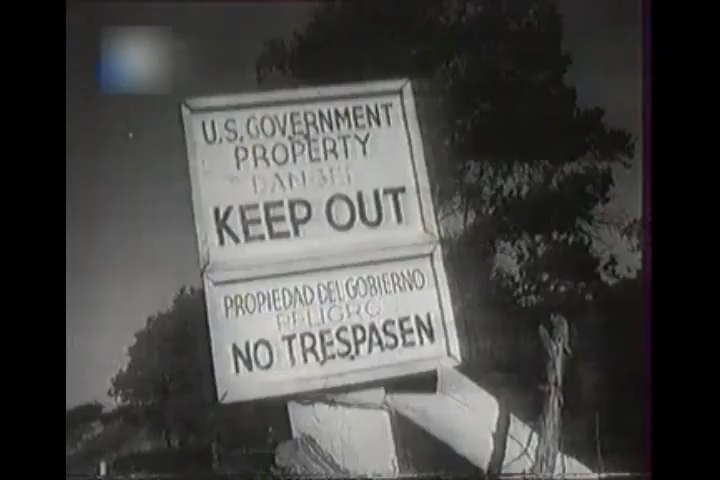 U.S. GOVERNMENT
PROPERTY
DANGER
KEEP OUT
PROPIEDAD DEL GOBIERNO
PELIGRO
NO TRESPASEN